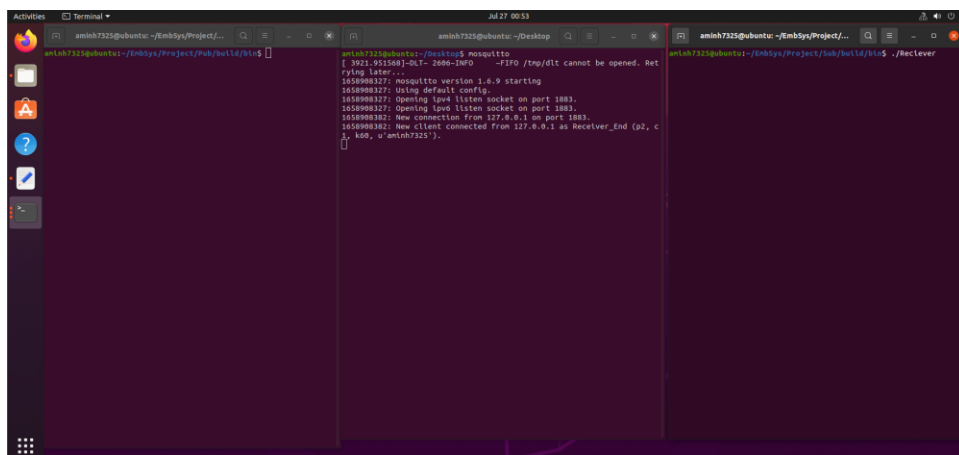 Activities
Terminal
Jul 27 00:53
aminh7325@ubuntu: ~/EmbSys/Project/...
aminh7325@ubuntu:~/EmbSys/Project/Pub/build/bin$
aminh7325@ubuntu: ~/Desktop
aminh7325@ubuntu:~/Desktop$ mosquitto
[ 3921.951568]~DLT~ 2606~INFO     ~FIFO /tmp/dlt cannot be opened. Ret
rying later...
1658908327: mosquitto version 1.6.9 starting
1658908327: Using default config.
1658908327: Opening ipv4 listen socket on port 1883.
1658908327: Opening ipv6 listen socket on port 1883.
1658908382: New connection from 127.0.0.1 on port 1883.
1658908382: New client connected from 127.0.0.1 as Receiver_End (p2, c
1, k60, u'aminh7325').
aminh7325@ubuntu: ~/EmbSys/Project/...
aminh7325@ubuntu:~/EmbSys/Project/Sub/build/bin$ ./Reciever